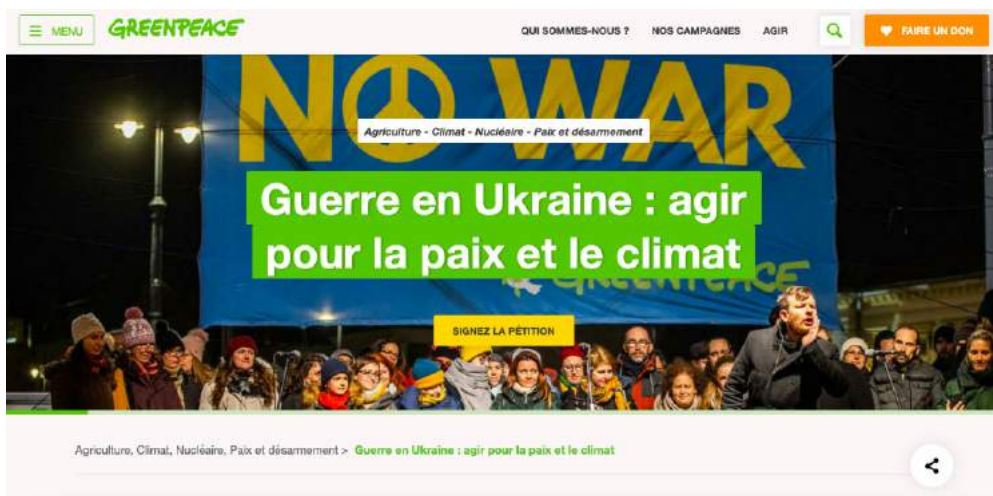 MENU
GREENPEACE
QUI SOMMES-NOUS ?
NOS CAMPAGNES
AGIR
FAIRE UN DON
NO WAR
Agriculture - Climat - Nucléaire - Paix et désarmement
Guerre en Ukraine : agir
pour la paix et le climat
GREENPEACE
SIGNEZ LA PÉTITION
Agriculture, Climat, Nucléaire, Paix et désarmement > Guerre en Ukraine : agir pour la paix et le climat